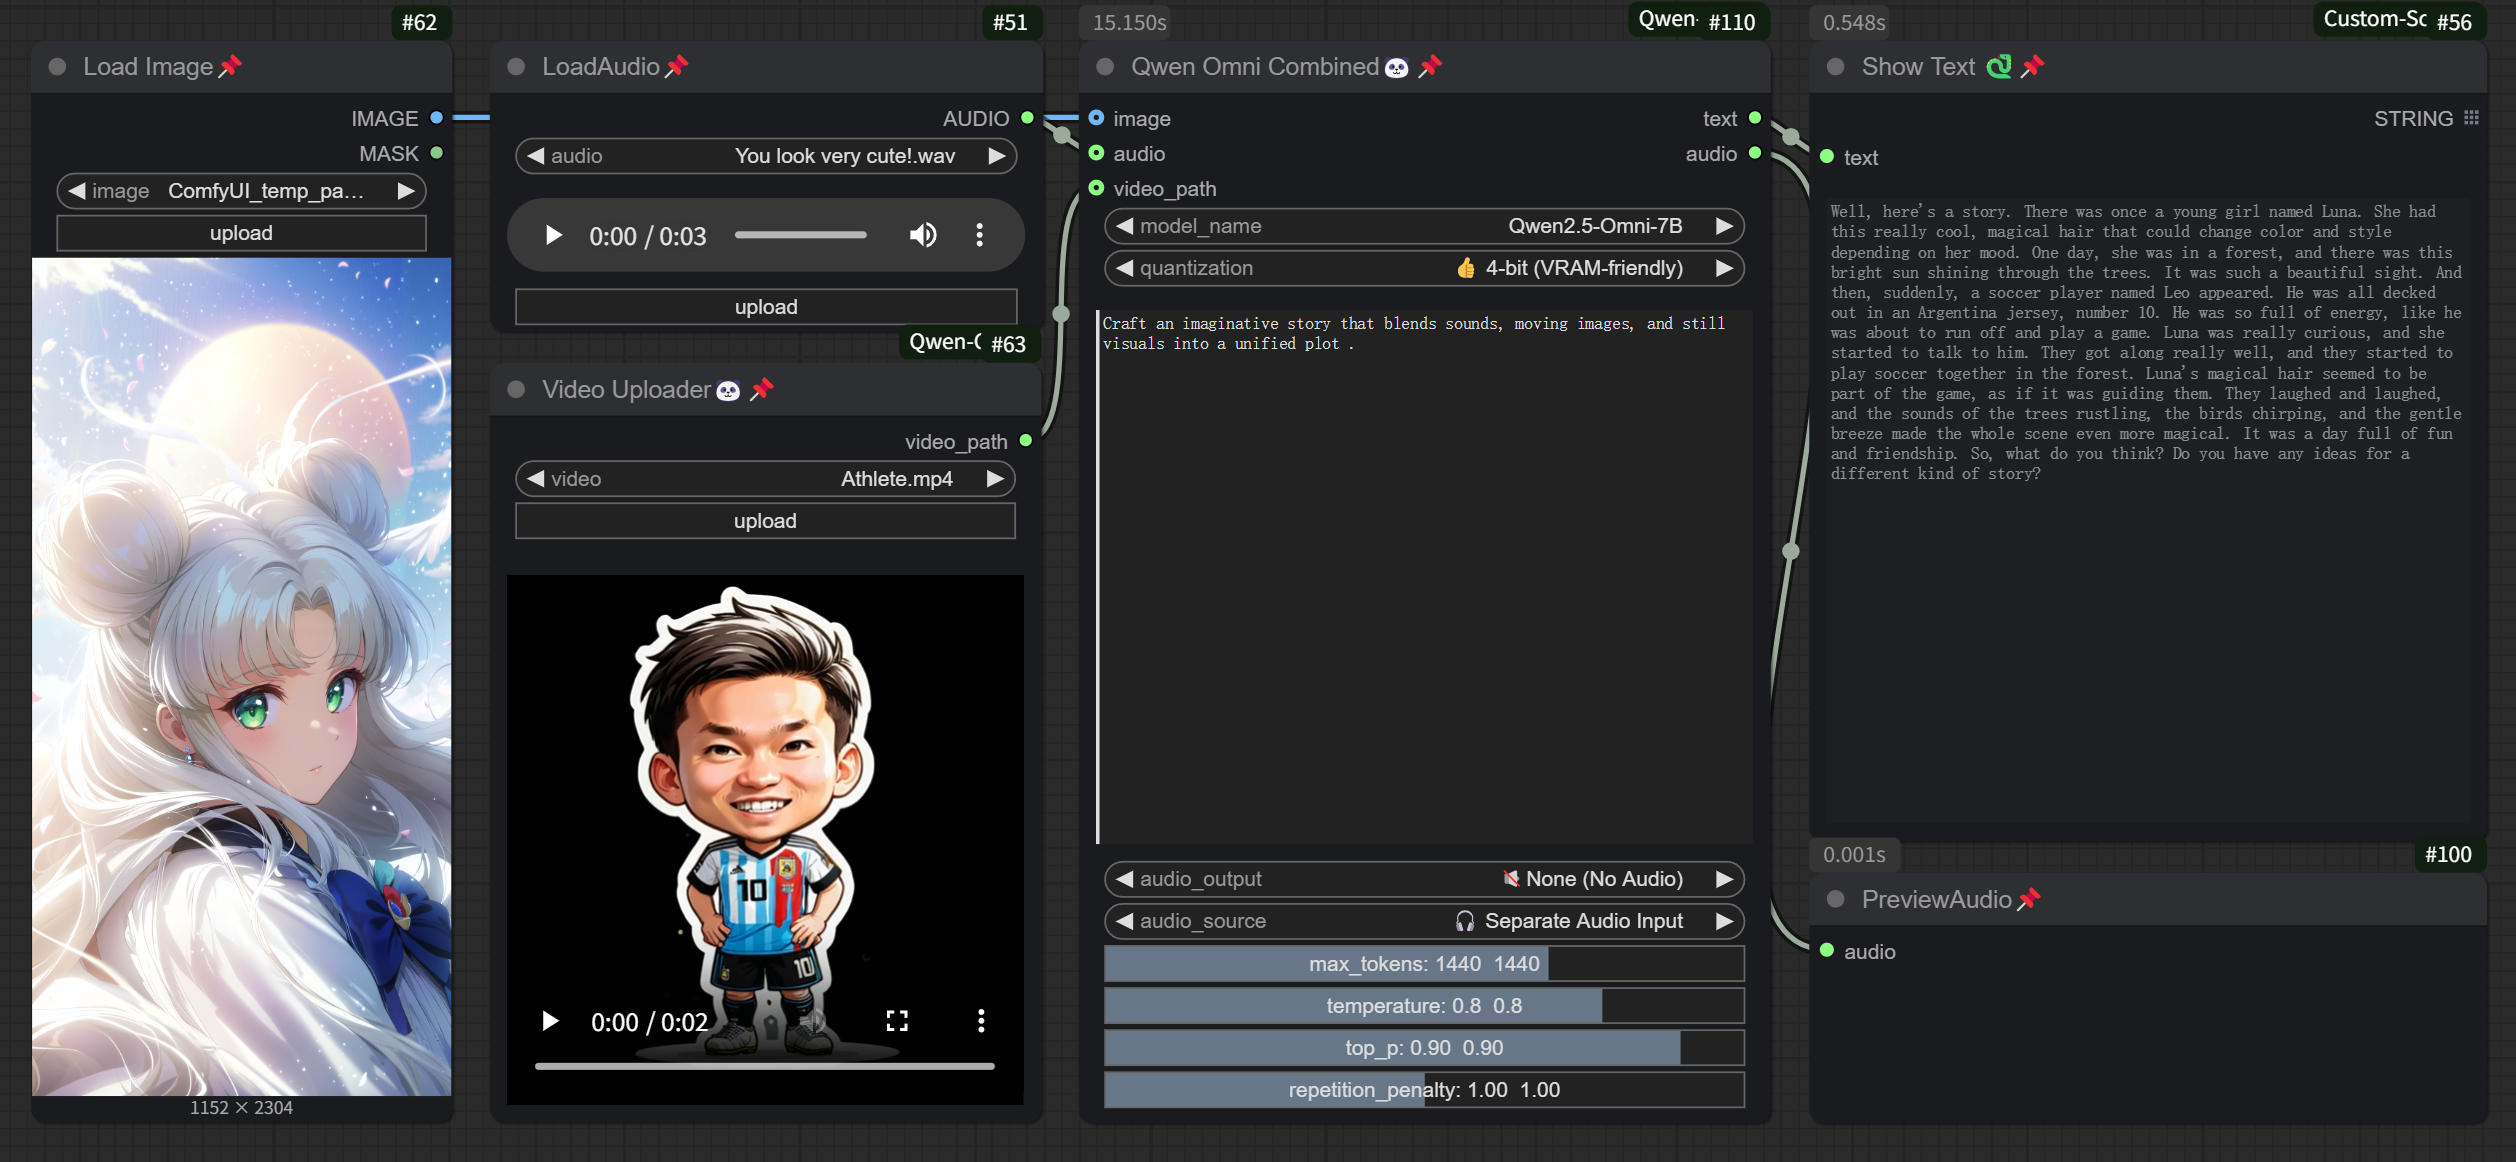 #62
Load Image
IMAGE
MASK
image ComfyUI_temp_pa...
upload
1152 × 2304
#51
LoadAudio
AUDIO
audio You look very cute!.wav
0:00 / 0:03
upload
Qwen-C #63
Video Uploader
video_path
video Athlete.mp4
upload
10
10
0:00 / 0:02
15.150s
Qwen- #110
Qwen Omni Combined
image text
audio audio
video_path
model_name Qwen2.5-Omni-7B
quantization 4-bit (VRAM-friendly)
Craft an imaginative story that blends sounds, moving images, and still
visuals into a unified plot .
audio_output None (No Audio)
audio_source Separate Audio Input
max_tokens: 1440 1440
temperature: 0.8 0.8
top_p: 0.90 0.90
repetition_penalty: 1.00 1.00
0.548s
Custom-Sc #56
Show Text
STRING
text
Well, here's a story. There was once a young girl named Luna. She had
this really cool, magical hair that could change color and style
depending on her mood. One day, she was in a forest, and there was this
bright sun shining through the trees. It was such a beautiful sight. And
then, suddenly, a soccer player named Leo appeared. He was all decked
out in an Argentina jersey, number 10. He was so full of energy, like he
was about to run off and play a game. Luna was really curious, and she
started to talk to him. They got along really well, and they started to
play soccer together in the forest. Luna's magical hair seemed to be
part of the game, as if it was guiding them. They laughed and laughed,
and the sounds of the trees rustling, the birds chirping, and the gentle
breeze made the whole scene even more magical. It was a day full of fun
and friendship. So, what do you think? Do you have any ideas for a
different kind of story?
0.001s
#100
PreviewAudio
audio